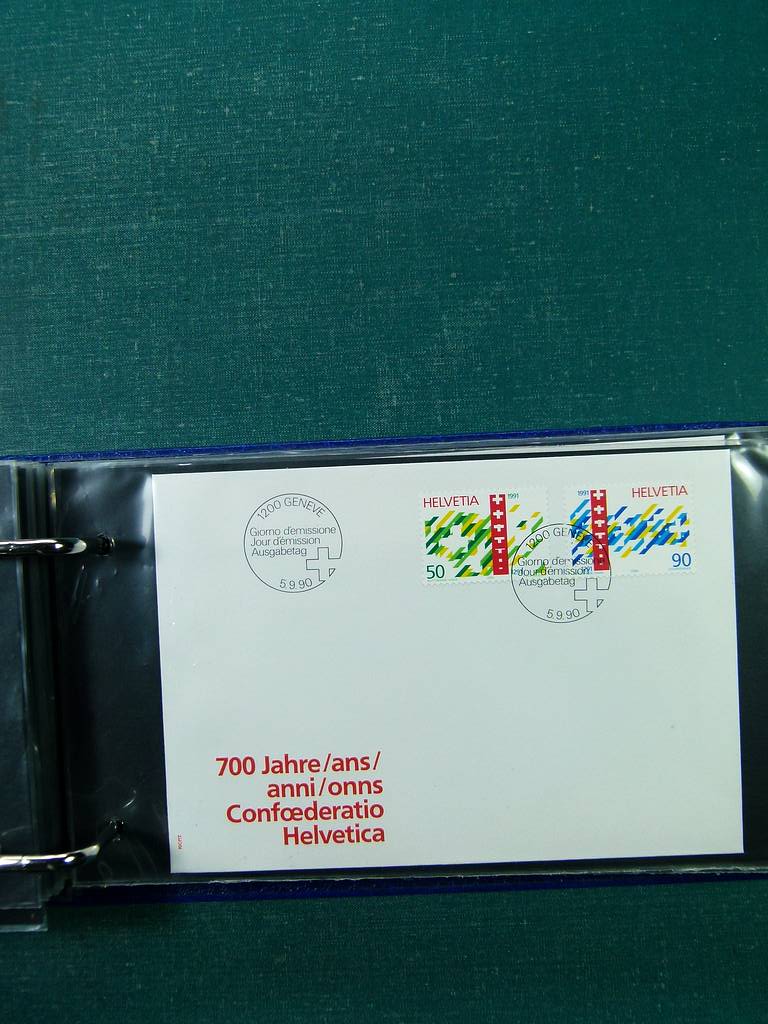 1200 GENEVE
Giorno d'emissione
Jour d'émission
Ausgabetag
5.9.90
HELVETIA
1991
50
1991
HELVETIA
90
1200 GENEVE
Giorno d'emissione
Jour d'émission
Ausgabetag
5.9.90
700 Jahre/ans/
anni/onns
Confœderatio
Helvetica